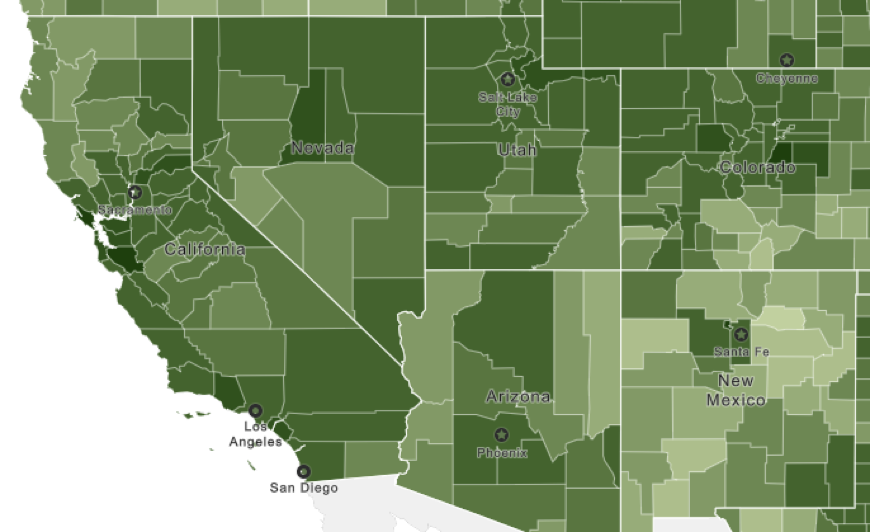 Cheyenne
Salt Lake
City
Nevada
Utah
Colorado
Sacramento
California
Santa Fe
New
Mexico
Arizona
Los
Angeles
Phoenix
San Diego